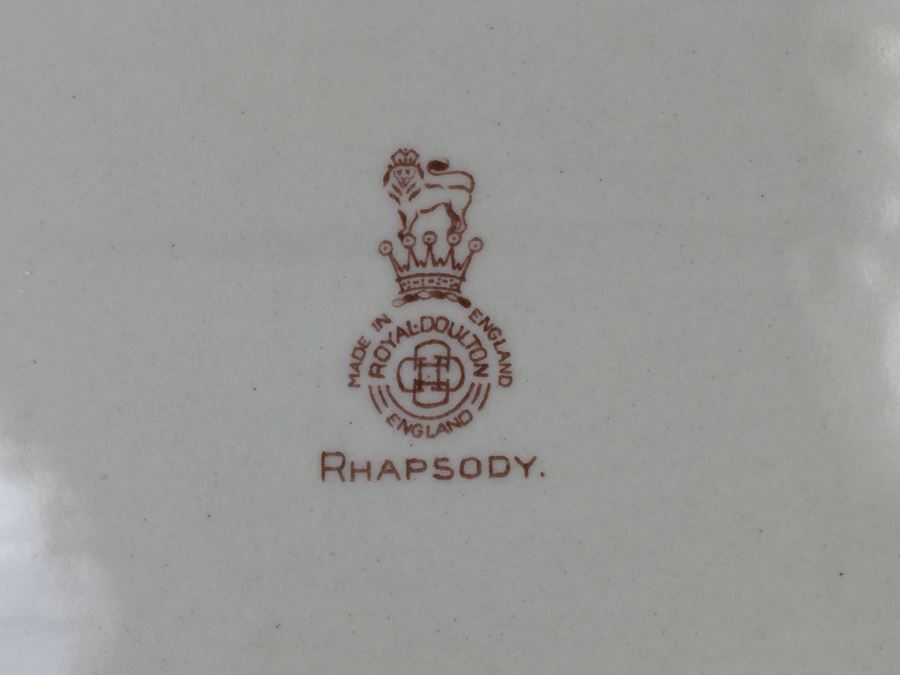 MADE IN ENGLAND
ROYAL·DOULTON
ENGLAND
RHAPSODY.